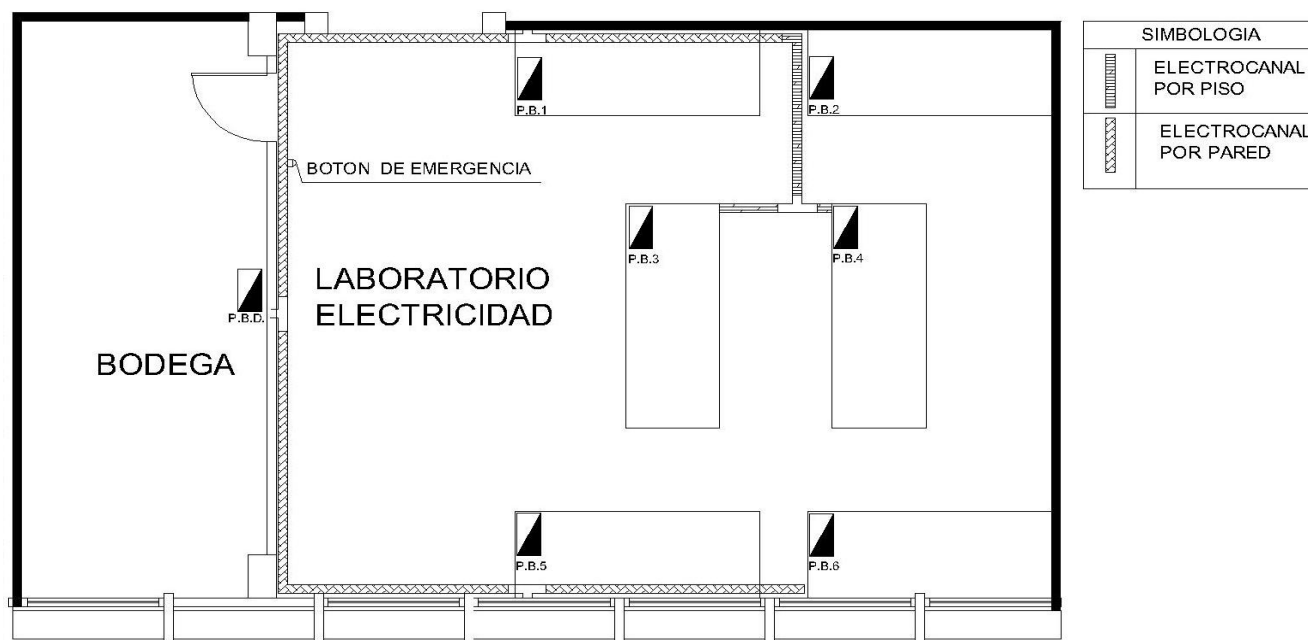 SIMBOLOGIA
ELECTROCANAL
POR PISO
ELECTROCANAL
POR PARED
P.B.1
P.B.2
BOTON DE EMERGENCIA
P.B.3
P.B.4
LABORATORIO
ELECTRICIDAD
P.B.D.
BODEGA
P.B.5
P.B.6